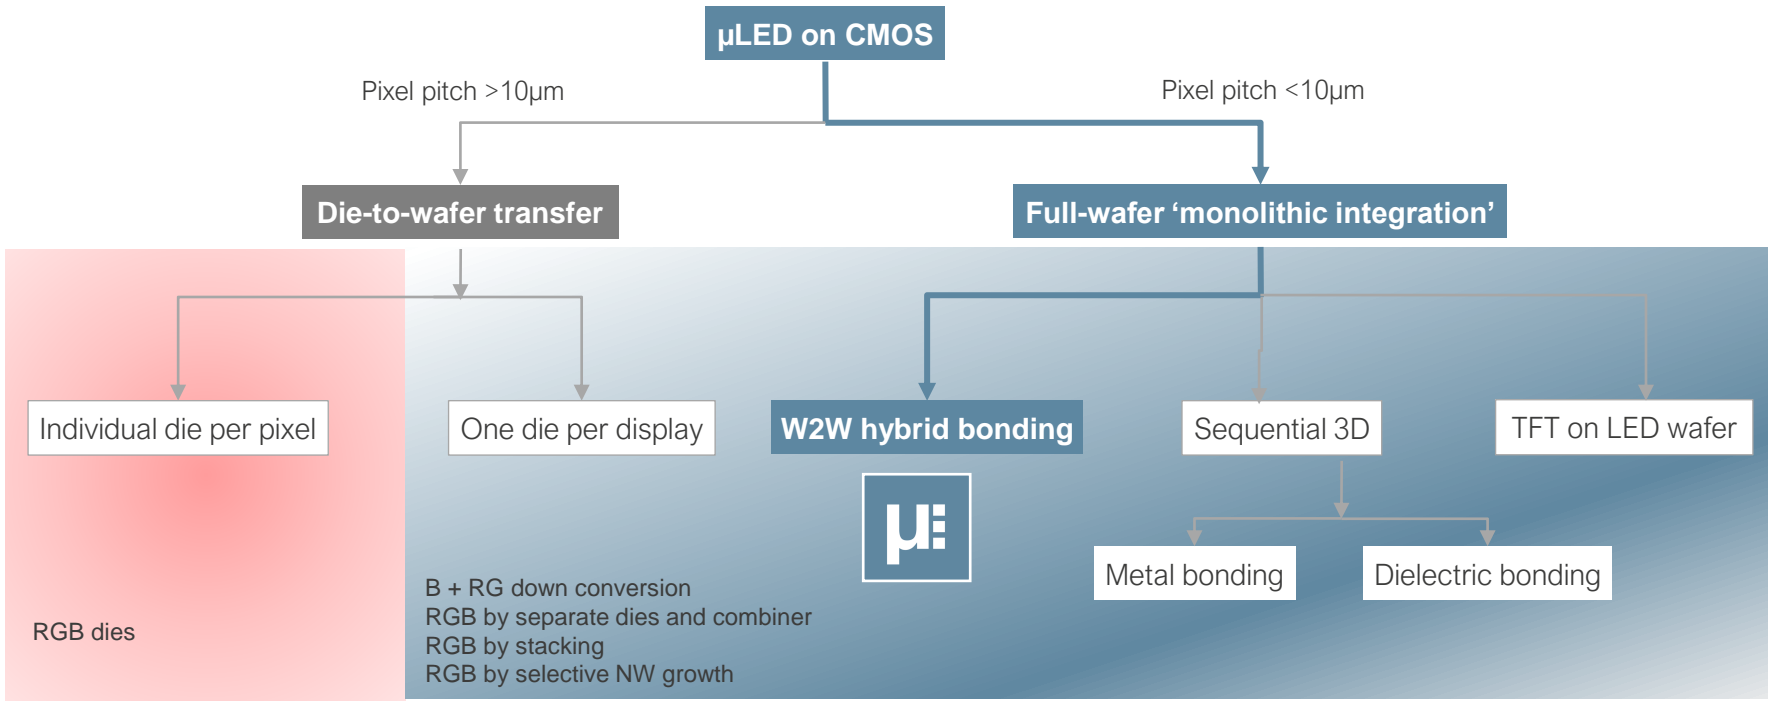 µLED on CMOS
Pixel pitch >10µm
Pixel pitch <10µm
Die-to-wafer transfer
Full-wafer ‘monolithic integration’
Individual die per pixel
One die per display
W2W hybrid bonding
Sequential 3D
TFT on LED wafer
µ
Metal bonding
Dielectric bonding
RGB dies
B + RG down conversion
RGB by separate dies and combiner
RGB by stacking
RGB by selective NW growth